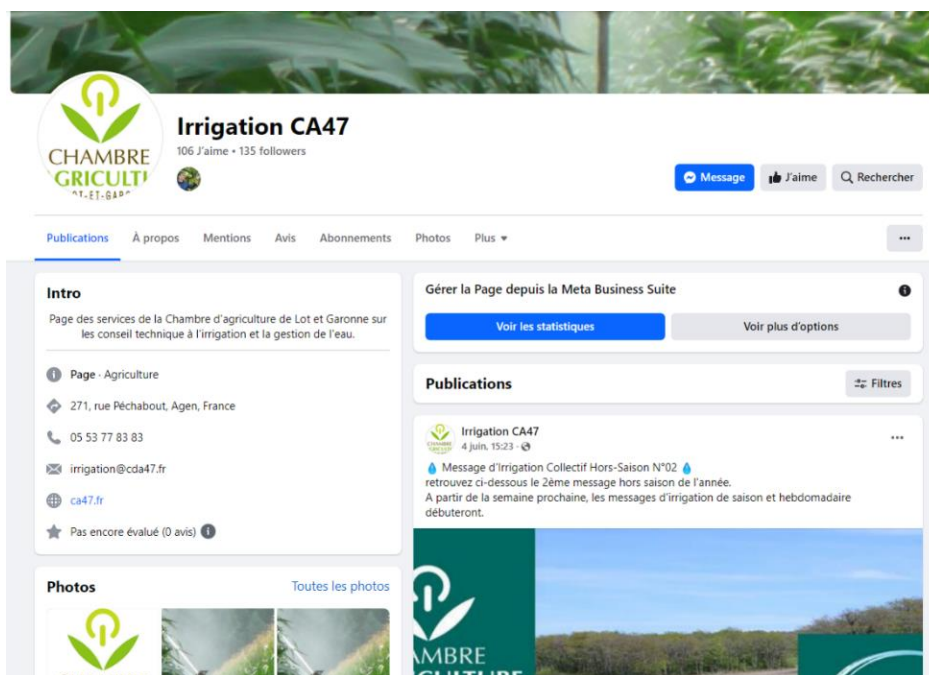 CHAMBRE
GRICULT
OT-ET-GAR
Irrigation CA47
106 J'aime • 135 followers
Message
J'aime
Rechercher
Publications
À propos
Mentions
Avis
Abonnements
Photos
Plus
Intro
Page des services de la Chambre d'agriculture de Lot et Garonne sur
les conseil technique à l'irrigation et la gestion de l'eau.
Page · Agriculture
271, rue Péchabout, Agen, France
05 53 77 83 83
irrigation@cda47.fr
ca47.fr
Pas encore évalué (0 avis)
Photos
Toutes les photos
Gérer la Page depuis la Meta Business Suite
Voir les statistiques
Voir plus d'options
Publications
Filtres
Irrigation CA47
4 juin, 15:23 ·
💧 Message d'Irrigation Collectif Hors-Saison N°02 💧
retrouvez ci-dessous le 2ème message hors saison de l'année.
A partir de la semaine prochaine, les messages d'irrigation de saison et hebdomadaire
débuteront.
AMBRE